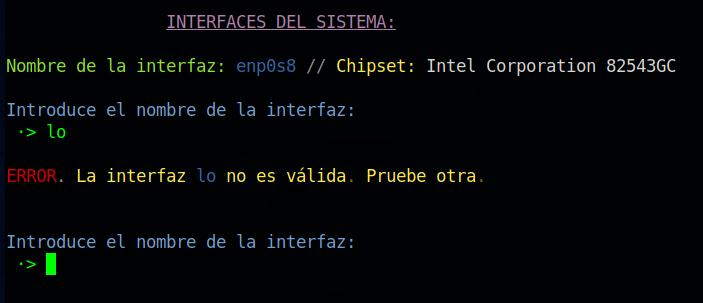 INTERFACES DEL SISTEMA:
Nombre de la interfaz: enp0s8 // Chipset: Intel Corporation 82543GC
Introduce el nombre de la interfaz:
·> lo
ERROR. La interfaz lo no es válida. Pruebe otra.
Introduce el nombre de la interfaz:
·>